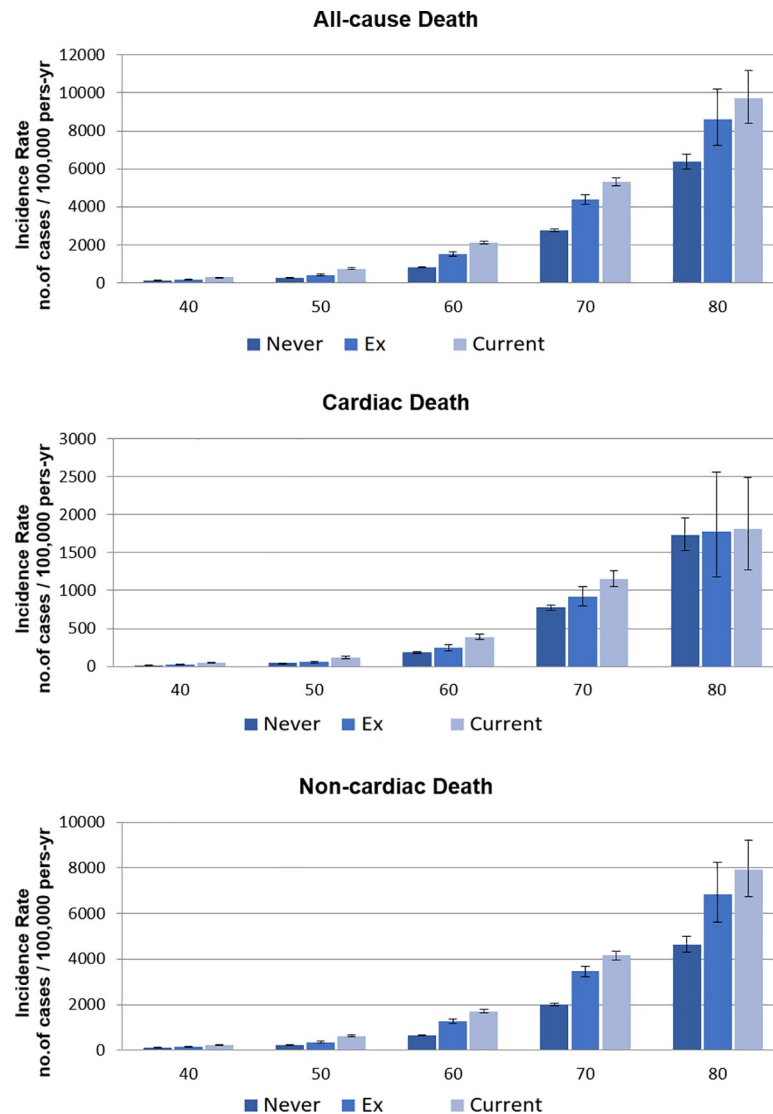 All-cause Death
Incidence Rate
no.of cases / 100,000 pers-yr
12000
10000
8000
6000
4000
2000
0
40 50 60 70 80
Never Ex Current
Cardiac Death
Incidence Rate
no.of cases / 100,000 pers-yr
3000
2500
2000
1500
1000
500
0
40 50 60 70 80
Never Ex Current
Non-cardiac Death
Incidence Rate
no.of cases / 100,000 pers-yr
10000
8000
6000
4000
2000
0
40 50 60 70 80
Never Ex Current